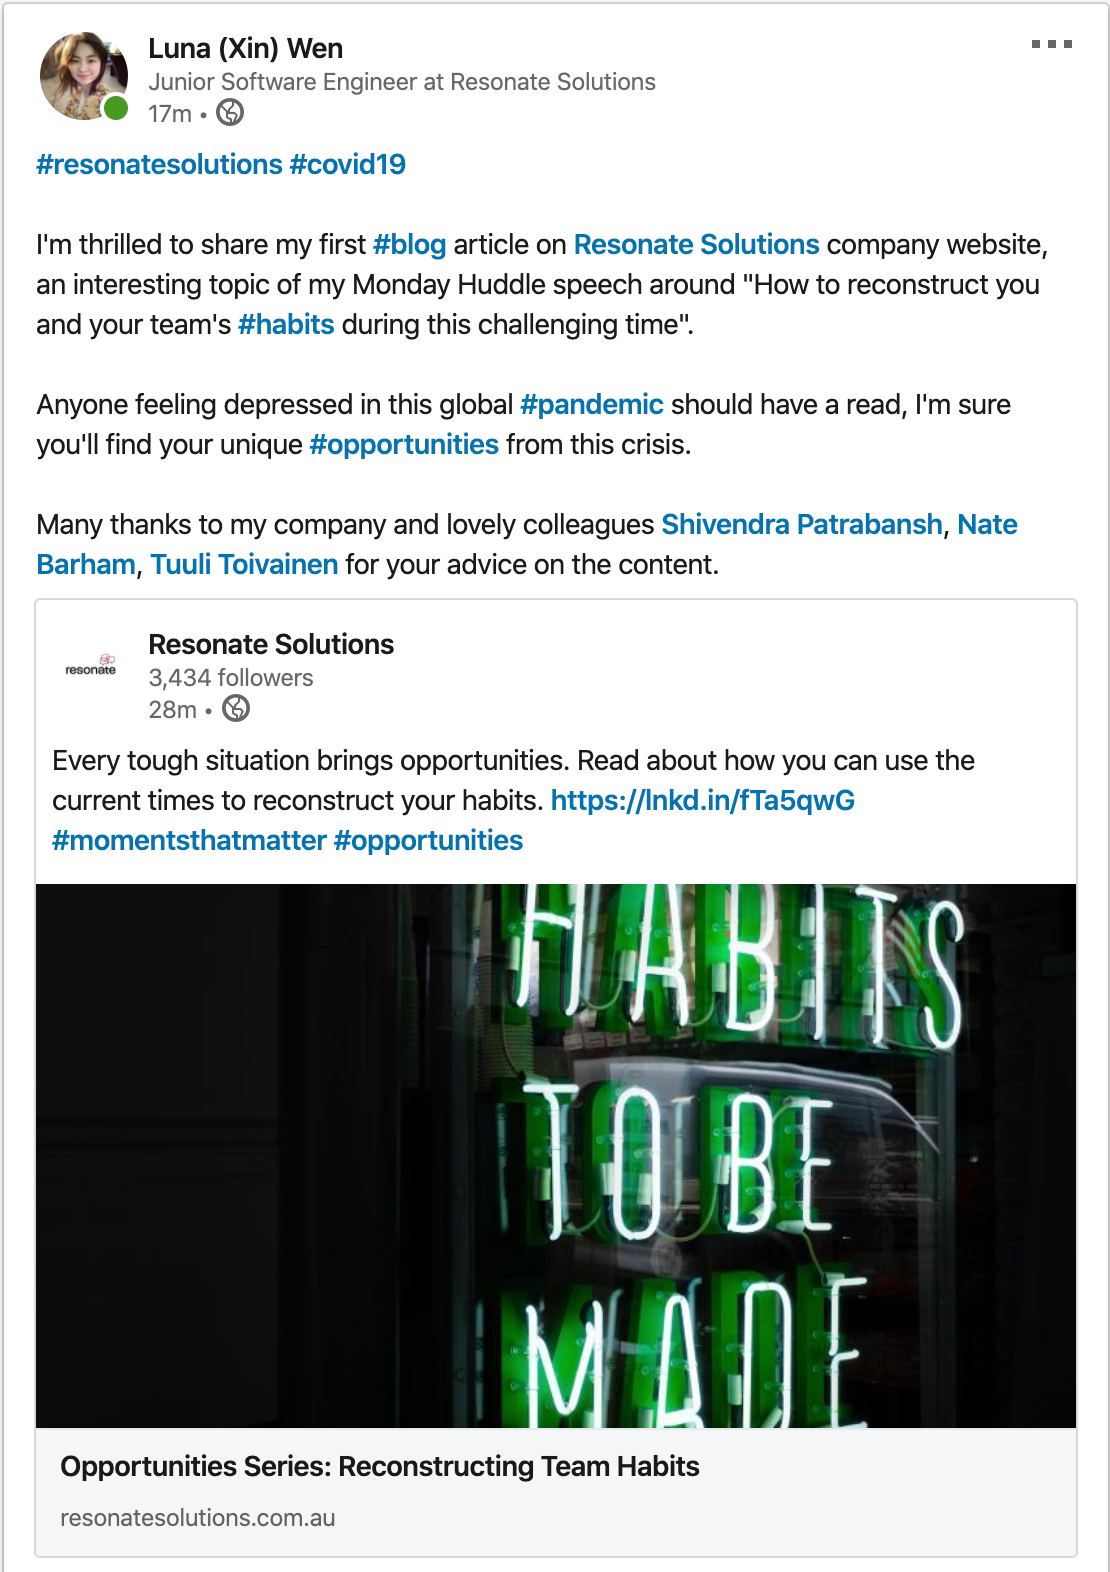 Luna (Xin) Wen
Junior Software Engineer at Resonate Solutions
17m •
#resonatesolutions #covid19
I'm thrilled to share my first #blog article on Resonate Solutions company website,
an interesting topic of my Monday Huddle speech around "How to reconstruct you
and your team's #habits during this challenging time".
Anyone feeling depressed in this global #pandemic should have a read, I'm sure
you'll find your unique #opportunities from this crisis.
Many thanks to my company and lovely colleagues Shivendra Patrabansh, Nate
Barham, Tuuli Toivainen for your advice on the content.
resonate
Resonate Solutions
3,434 followers
28m •
Every tough situation brings opportunities. Read about how you can use the
current times to reconstruct your habits. https://lnkd.in/fTa5qwG
#momentsthatmatter #opportunities
HABITS
TO BE
MADE
Opportunities Series: Reconstructing Team Habits
resonatesolutions.com.au